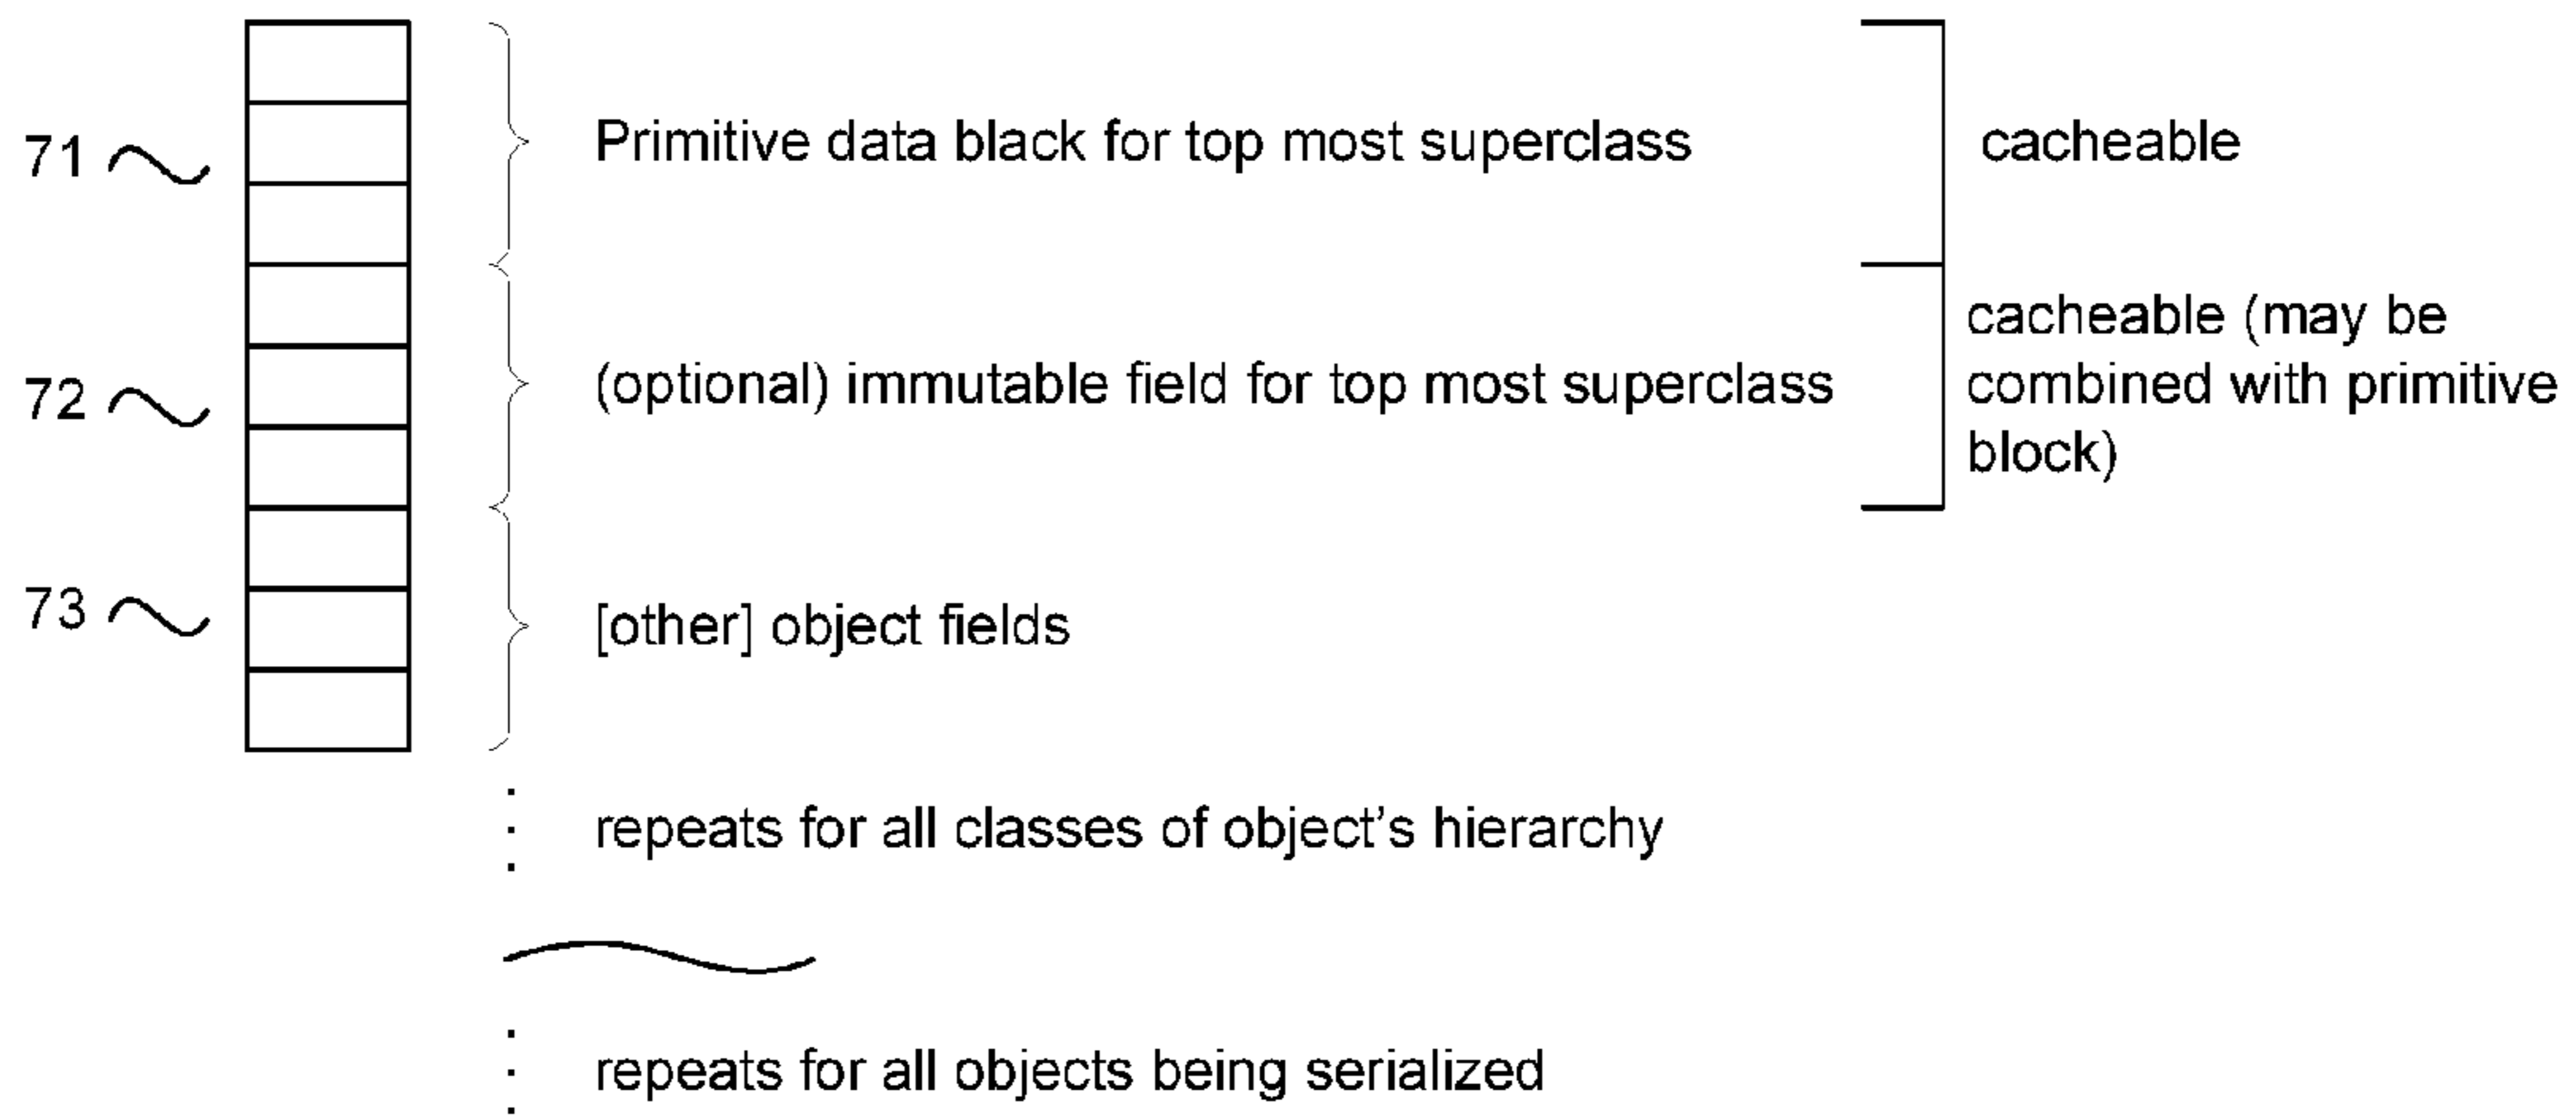 71
Primitive data black for top most superclass
cacheable
72
(optional) immutable field for top most superclass
cacheable (may be
combined with primitive
block)
73
[other] object fields
repeats for all classes of object's hierarchy
repeats for all objects being serialized